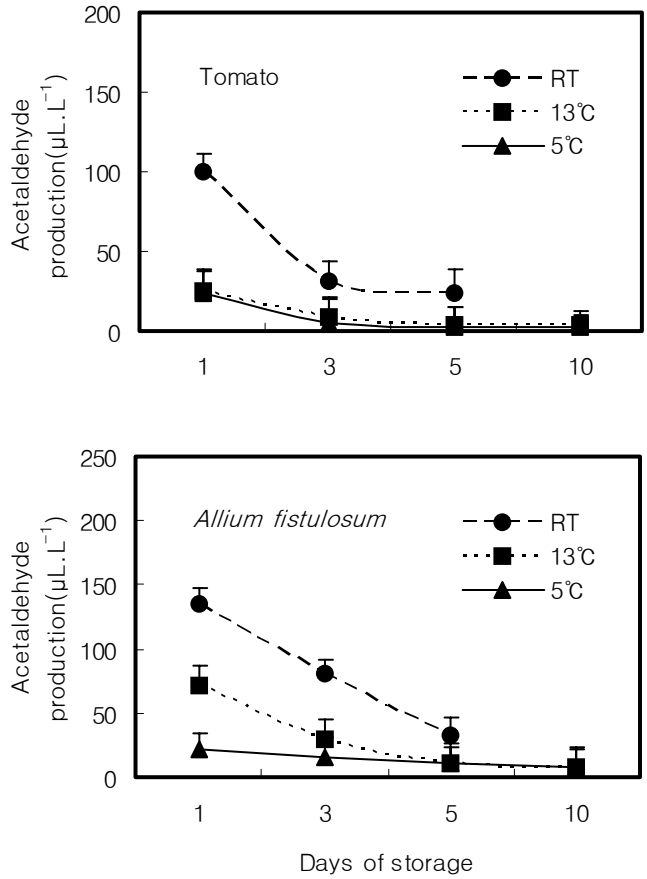 Acetaldehyde
production(μL.L⁻¹)
200
150
100
50
0
Tomato
RT
13℃
5℃
1 3 5 10
Acetaldehyde
production(μL.L⁻¹)
250
200
150
100
50
0
Allium fistulosum
RT
13℃
5℃
1 3 5 10
Days of storage